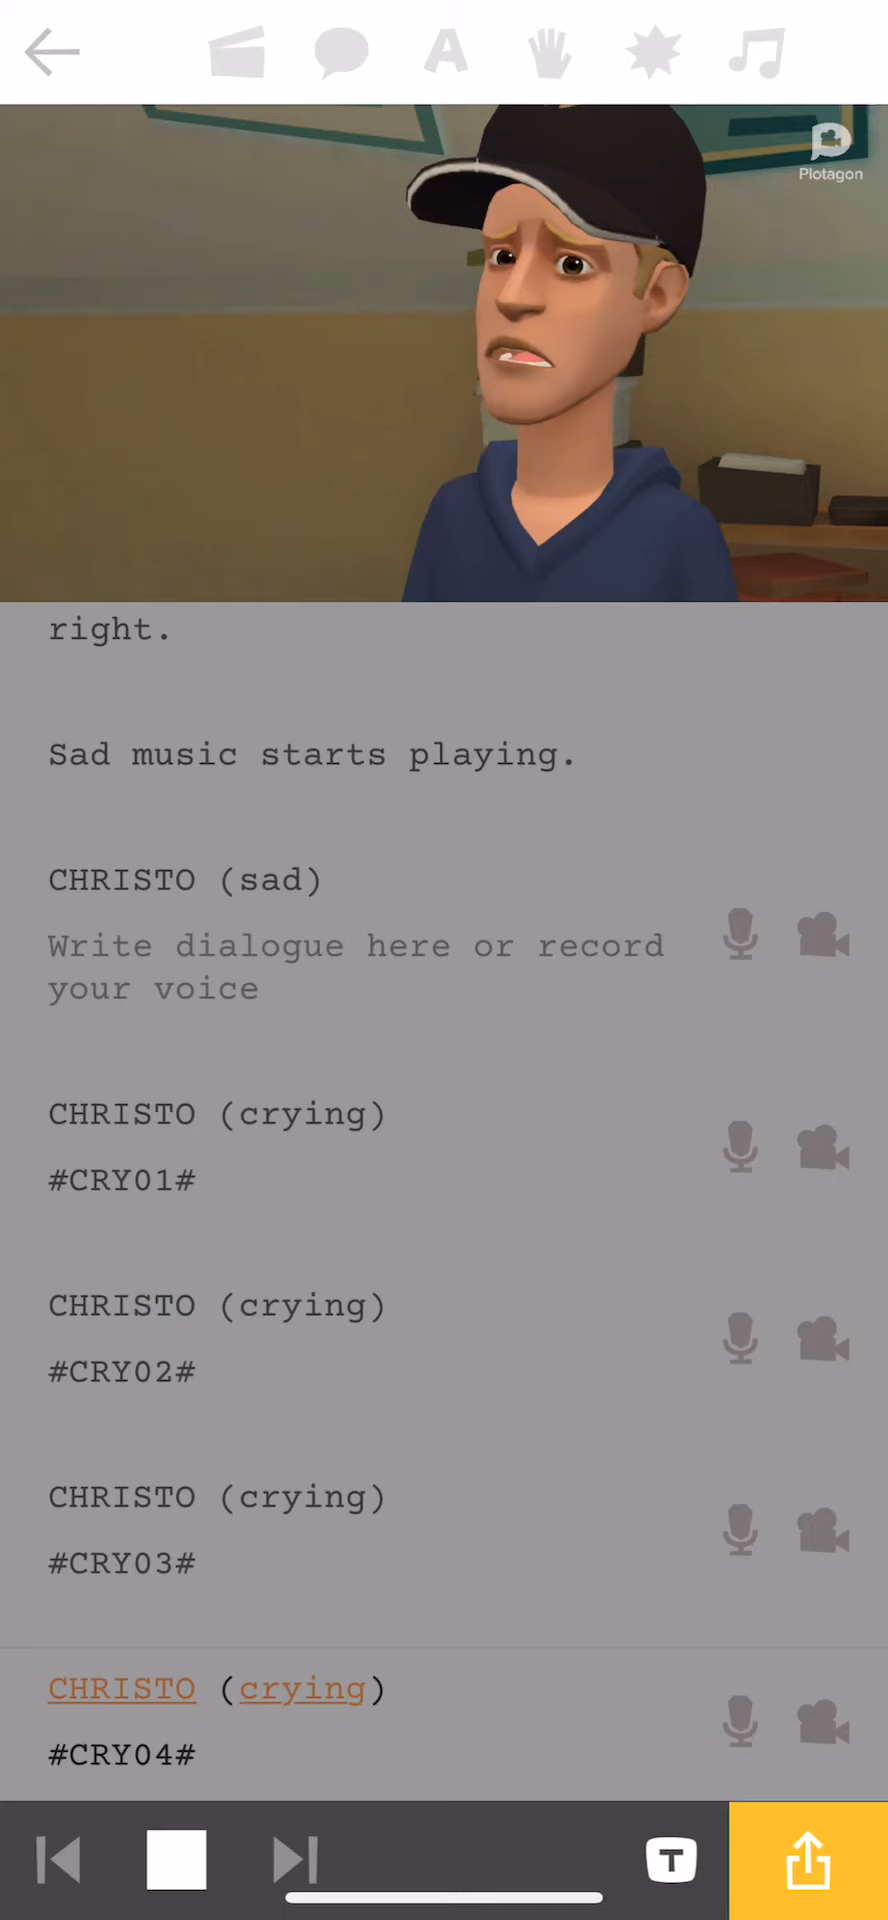 A
Plotagon
right.
Sad music starts playing.
CHRISTO (sad)
Write dialogue here or record
your voice
CHRISTO (crying)
#CRY01#
CHRISTO (crying)
#CRY02#
CHRISTO (crying)
#CRY03#
CHRISTO (crying)
#CRY04#
T